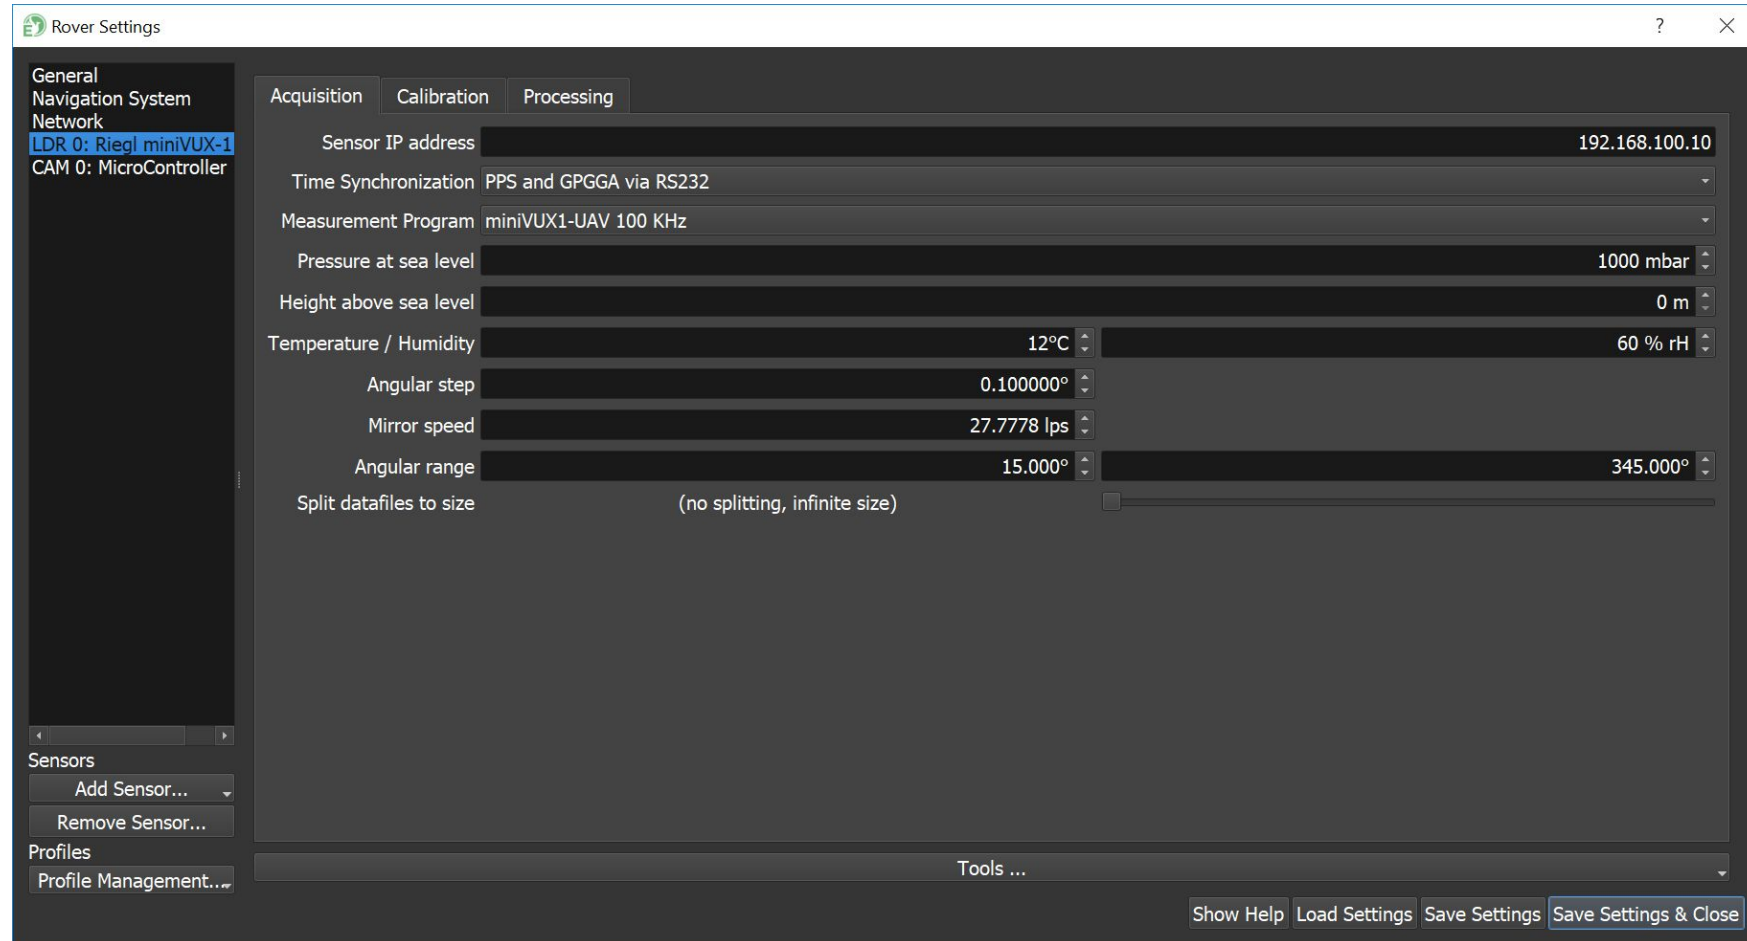 Rover Settings
General
Navigation System
Network
LDR 0: Riegl miniVUX-1
CAM 0: MicroController
Acquisition Calibration Processing
Sensor IP address 192.168.100.10
Time Synchronization PPS and GPGGA via RS232
Measurement Program miniVUX1-UAV 100 KHz
Pressure at sea level 1000 mbar
Height above sea level 0 m
Temperature / Humidity 12°C 60 % rH
Angular step 0.100000°
Mirror speed 27.7778 lps
Angular range 15.000° 345.000°
Split datafiles to size (no splitting, infinite size)
Sensors
Add Sensor...
Remove Sensor...
Profiles
Profile Management...
Tools ...
Show Help Load Settings Save Settings Save Settings & Close